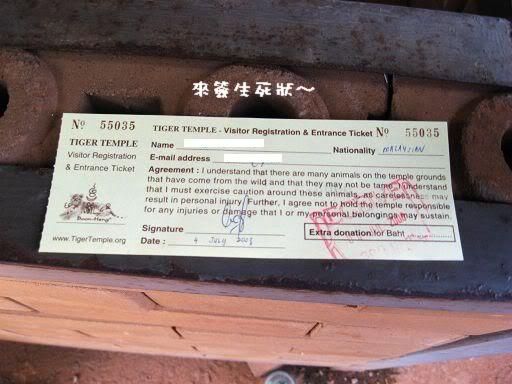 來簽生死狀～
No 55035
TIGER TEMPLE
Visitor Registration
& Entrance Ticket
Boon-Heng
www.TigerTemple.org
TIGER TEMPLE - Visitor Registration & Entrance Ticket No 55035
Name Nationality MALAYSIAN
E-mail address
Agreement : I understand that there are many animals on the temple grounds
that have come from the wild and that they may not be tame. I understand
that I must exercise caution around these animals, as carelessness may
result in personal injury. Further, I agree not to hold the temple responsible
for any injuries or damage that I or my personal belongings may sustain.
Signature
Date : 4 JULY 2008
Extra donation for Baht